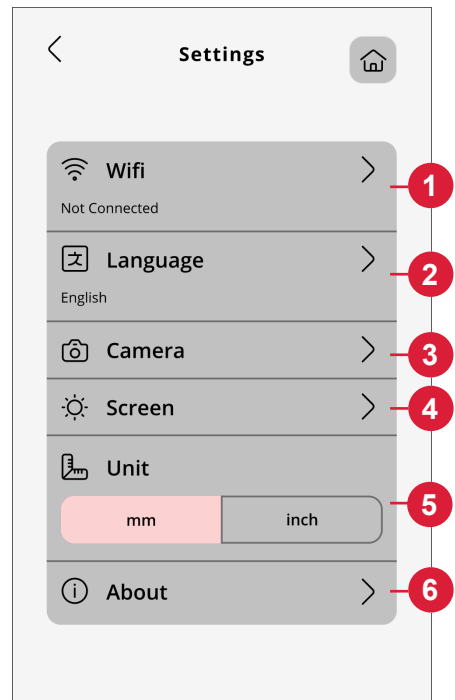 Settings
Wifi
1
Not Connected
Language
2
English
Camera
3
Screen
4
Unit
mm inch
5
About
6